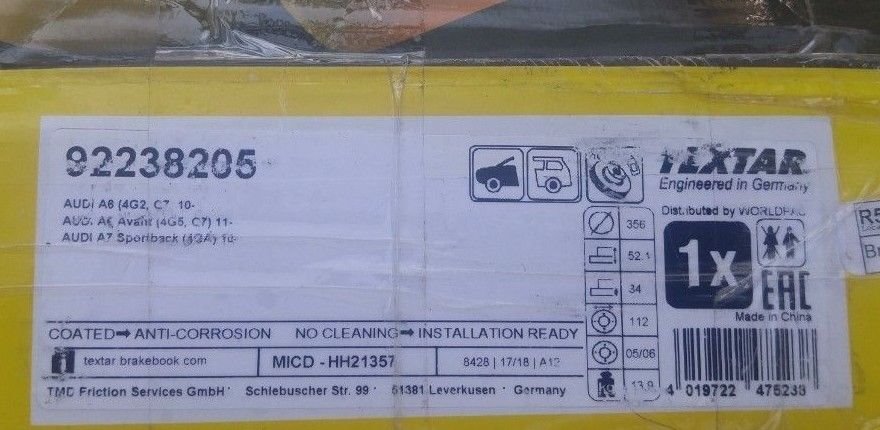 92238205
AUDI A6 (4G2, C7 10-
AUDI A6 Avant (4G5, C7) 11-
AUDI A7 Sportback (4GA) 10-
TEXTAR
Engineered in Germany
Distributed by WORLDPAC
356
52.1
34
112
05/06
13.9
1x
EAC
Made in China
COATED➡ ANTI-CORROSION NO CLEANING➡ INSTALLATION READY
i textar brakebook com
MICD - HH21357
8428 | 17/18 | A12
TMD Friction Services GmbH · Schlebuscher Str. 99 · 51381 Leverkusen · Germany
4 019722 475233
R5